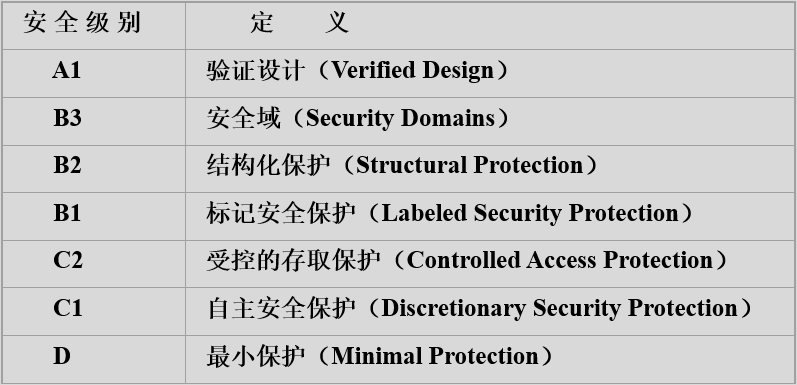 安全级别 定 义
A1 验证设计（Verified Design）
B3 安全域（Security Domains）
B2 结构化保护（Structural Protection）
B1 标记安全保护（Labeled Security Protection）
C2 受控的存取保护（Controlled Access Protection）
C1 自主安全保护（Discretionary Security Protection）
D 最小保护（Minimal Protection）